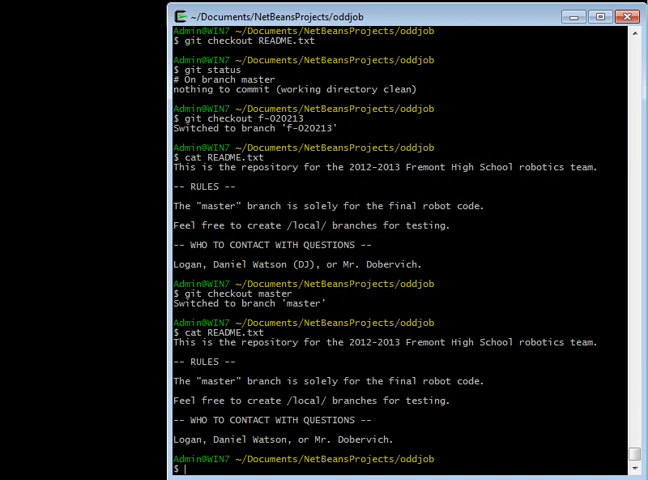 ~/Documents/NetBeansProjects/oddjob
Admin@WIN7 ~/Documents/NetBeansProjects/oddjob
$ git checkout README.txt
Admin@WIN7 ~/Documents/NetBeansProjects/oddjob
$ git status
# On branch master
nothing to commit (working directory clean)
Admin@WIN7 ~/Documents/NetBeansProjects/oddjob
$ git checkout f-020213
Switched to branch 'f-020213'
Admin@WIN7 ~/Documents/NetBeansProjects/oddjob
$ cat README.txt
This is the repository for the 2012-2013 Fremont High School robotics team.
-- RULES --
The "master" branch is solely for the final robot code.
Feel free to create /local/ branches for testing.
-- WHO TO CONTACT WITH QUESTIONS --
Logan, Daniel Watson (DJ), or Mr. Dobervich.
Admin@WIN7 ~/Documents/NetBeansProjects/oddjob
$ git checkout master
Switched to branch 'master'
Admin@WIN7 ~/Documents/NetBeansProjects/oddjob
$ cat README.txt
This is the repository for the 2012-2013 Fremont High School robotics team.
-- RULES --
The "master" branch is solely for the final robot code.
Feel free to create /local/ branches for testing.
-- WHO TO CONTACT WITH QUESTIONS --
Logan, Daniel Watson, or Mr. Dobervich.
Admin@WIN7 ~/Documents/NetBeansProjects/oddjob
$